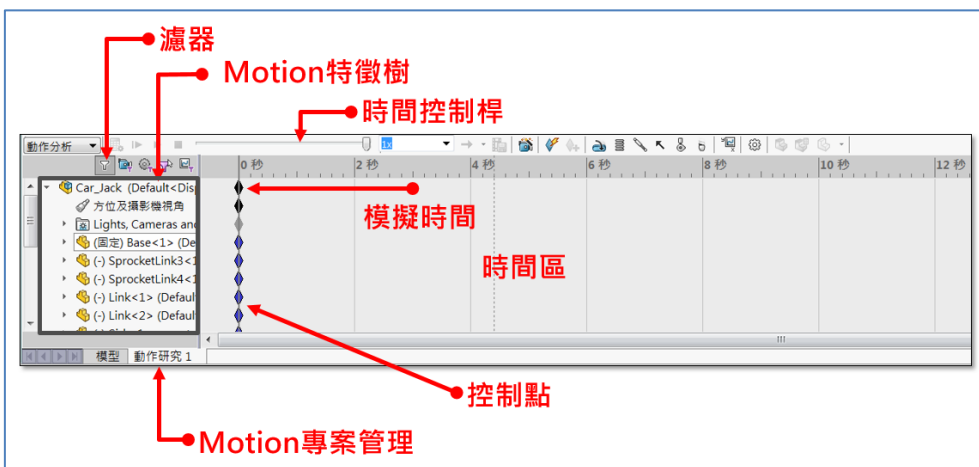 濾器
Motion特徵樹
時間控制桿
動作分析
1x
0 秒
2 秒
4 秒
6 秒
8 秒
10 秒
12 秒
Car_Jack (Default<Dis
方位及攝影機視角
Lights, Cameras an
(固定) Base<1> (De
(-) SprocketLink3<1
(-) SprocketLink4<1
(-) Link<1> (Defaul
(-) Link<2> (Defaul
模擬時間
時間區
模型
動作研究 1
控制點
Motion專案管理